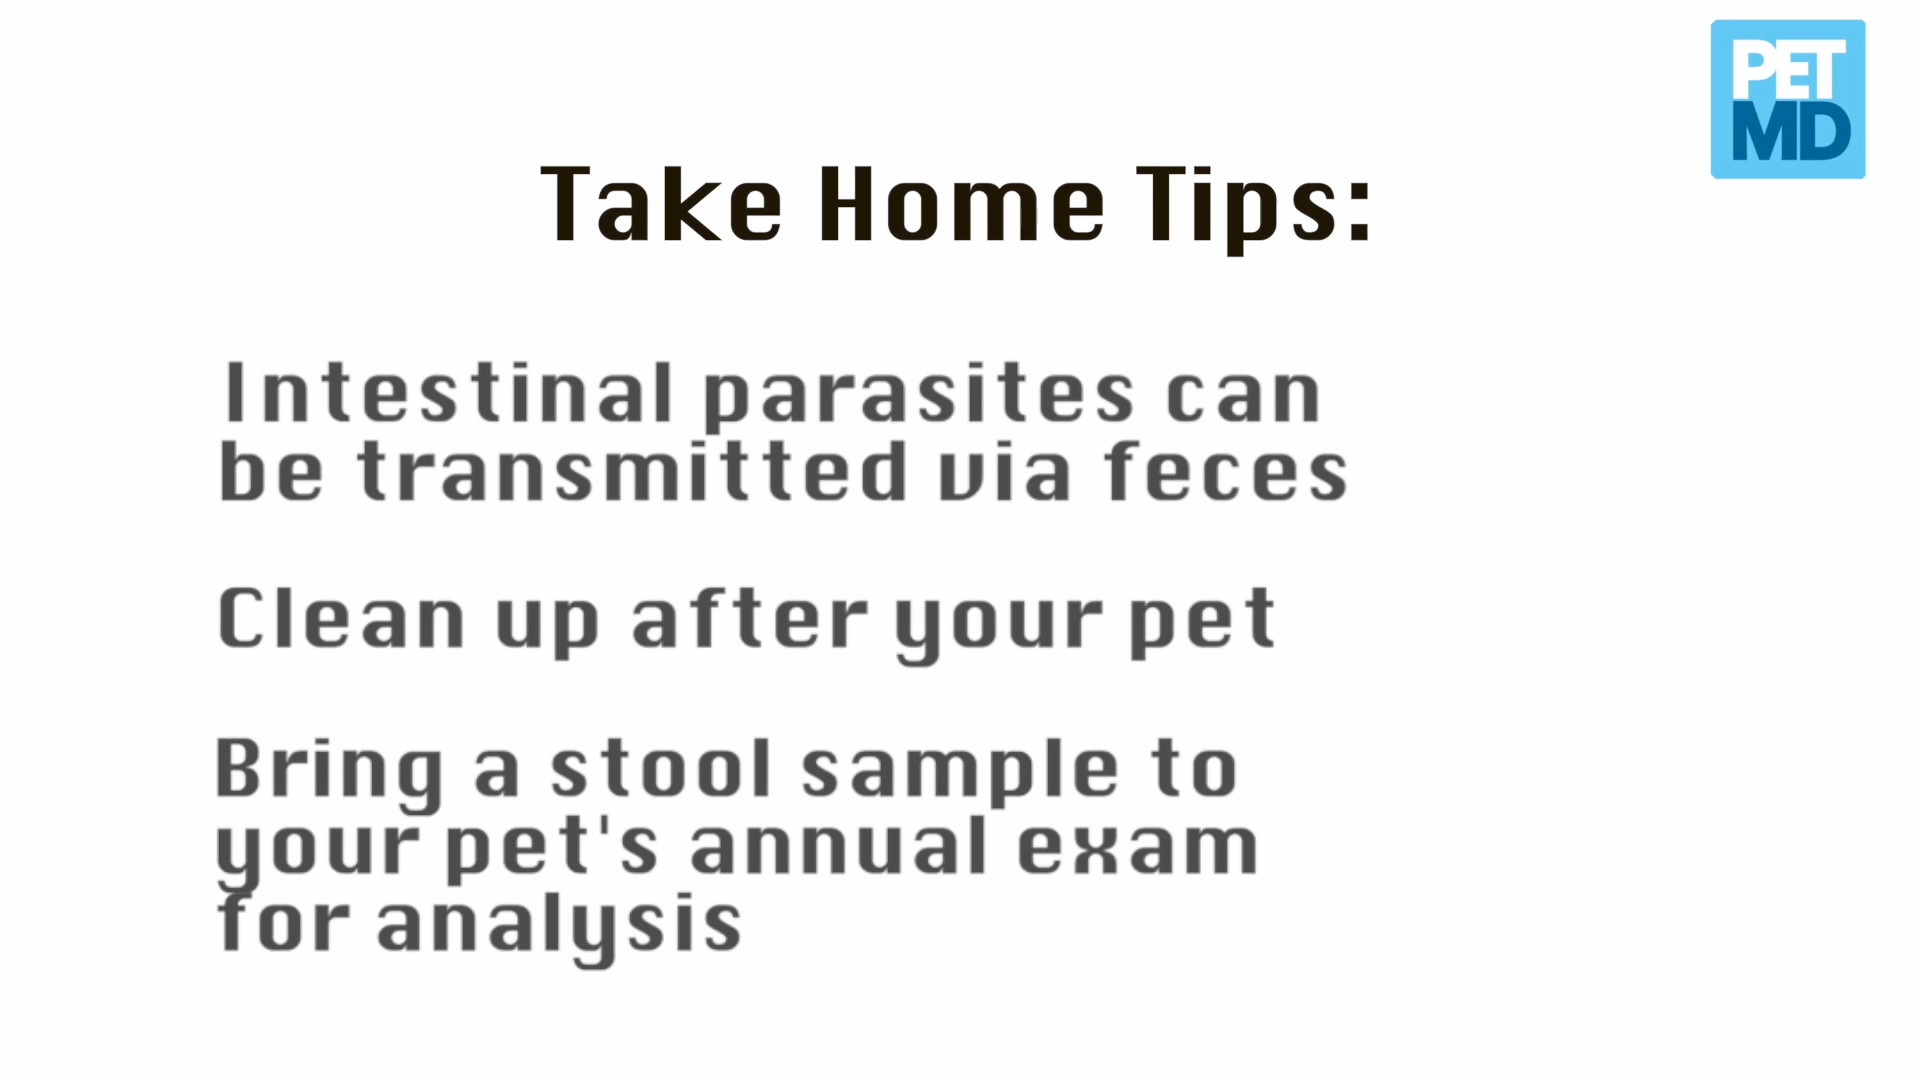 PET
MD
Take Home Tips:
Intestinal parasites can
be transmitted via feces
Clean up after your pet
Bring a stool sample to
your pet's annual exam
for analysis